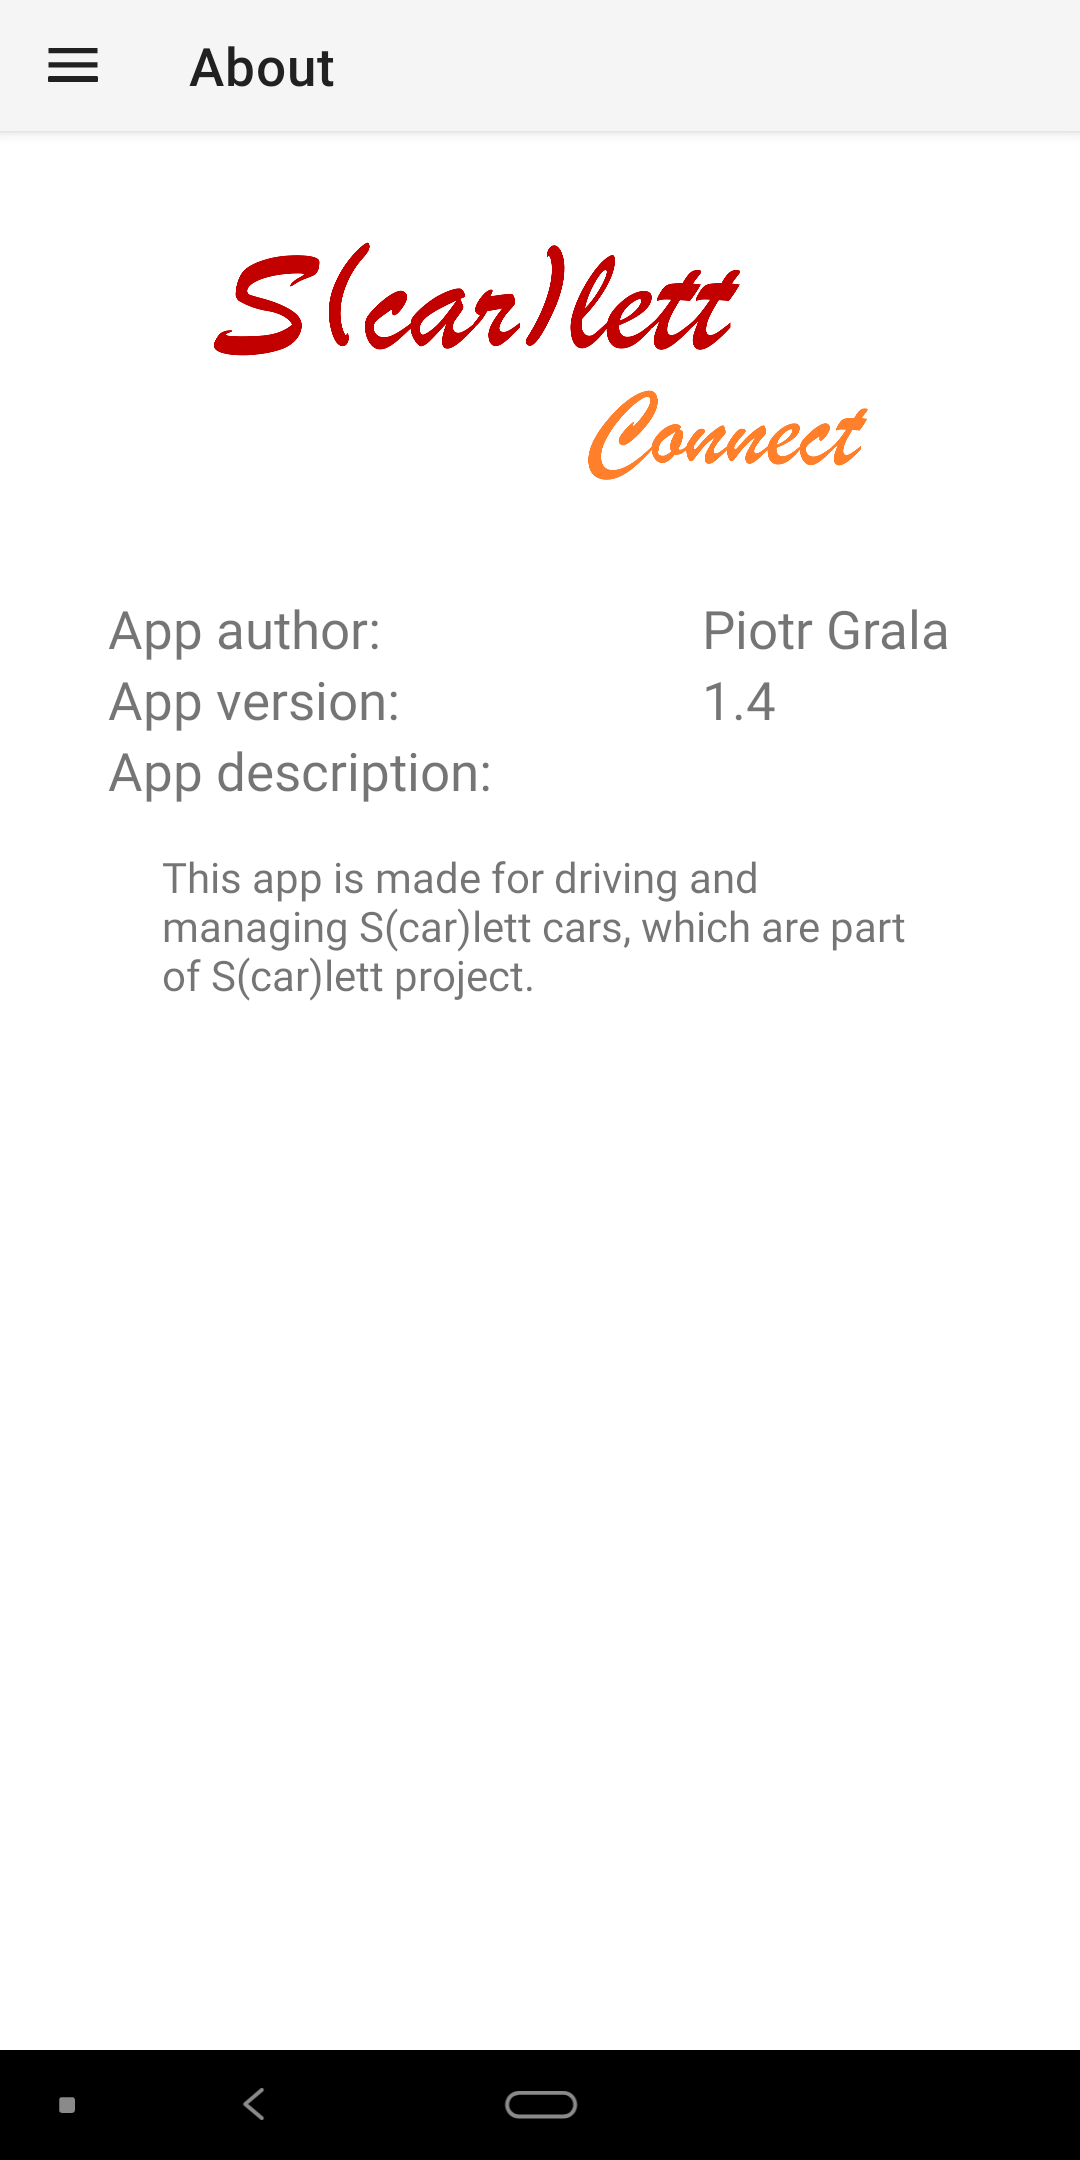 About
S(car)lett
Connect
App author: Piotr Grala
App version: 1.4
App description:
This app is made for driving and
managing S(car)lett cars, which are part
of S(car)lett project.